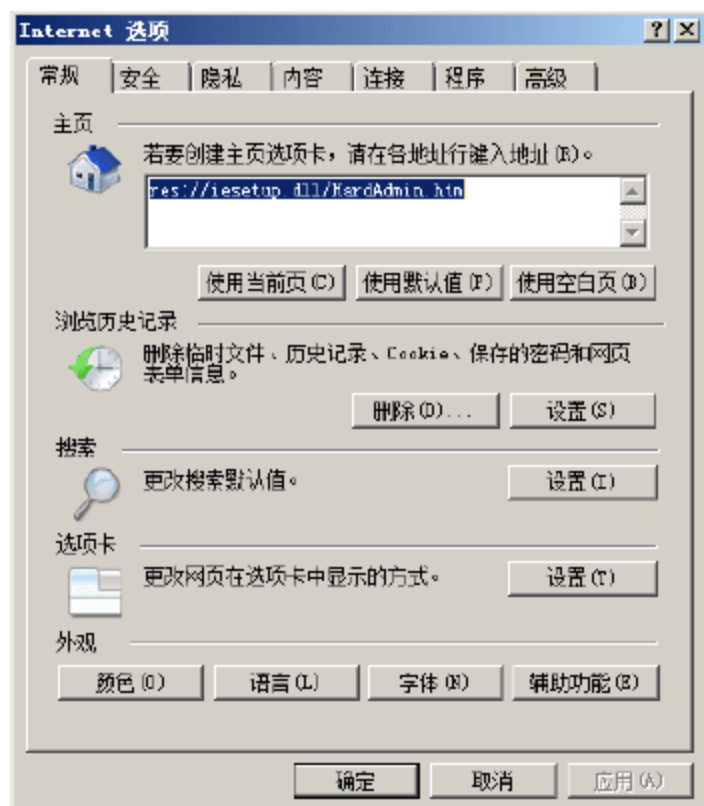 Internet 选项
常规 安全 隐私 内容 连接 程序 高级
主页
若要创建主页选项卡，请在各地址行键入地址(R)。
res://iesetup.dll/HardAdmin.htm
使用当前页(C) 使用默认值(F) 使用空白页(B)
浏览历史记录
删除临时文件、历史记录、Cookie、保存的密码和网页
表单信息。
删除(D)... 设置(S)
搜索
更改搜索默认值。 设置(I)
选项卡
更改网页在选项卡中显示的方式。 设置(T)
外观
颜色(O) 语言(L) 字体(N) 辅助功能(E)
确定 取消 应用(A)